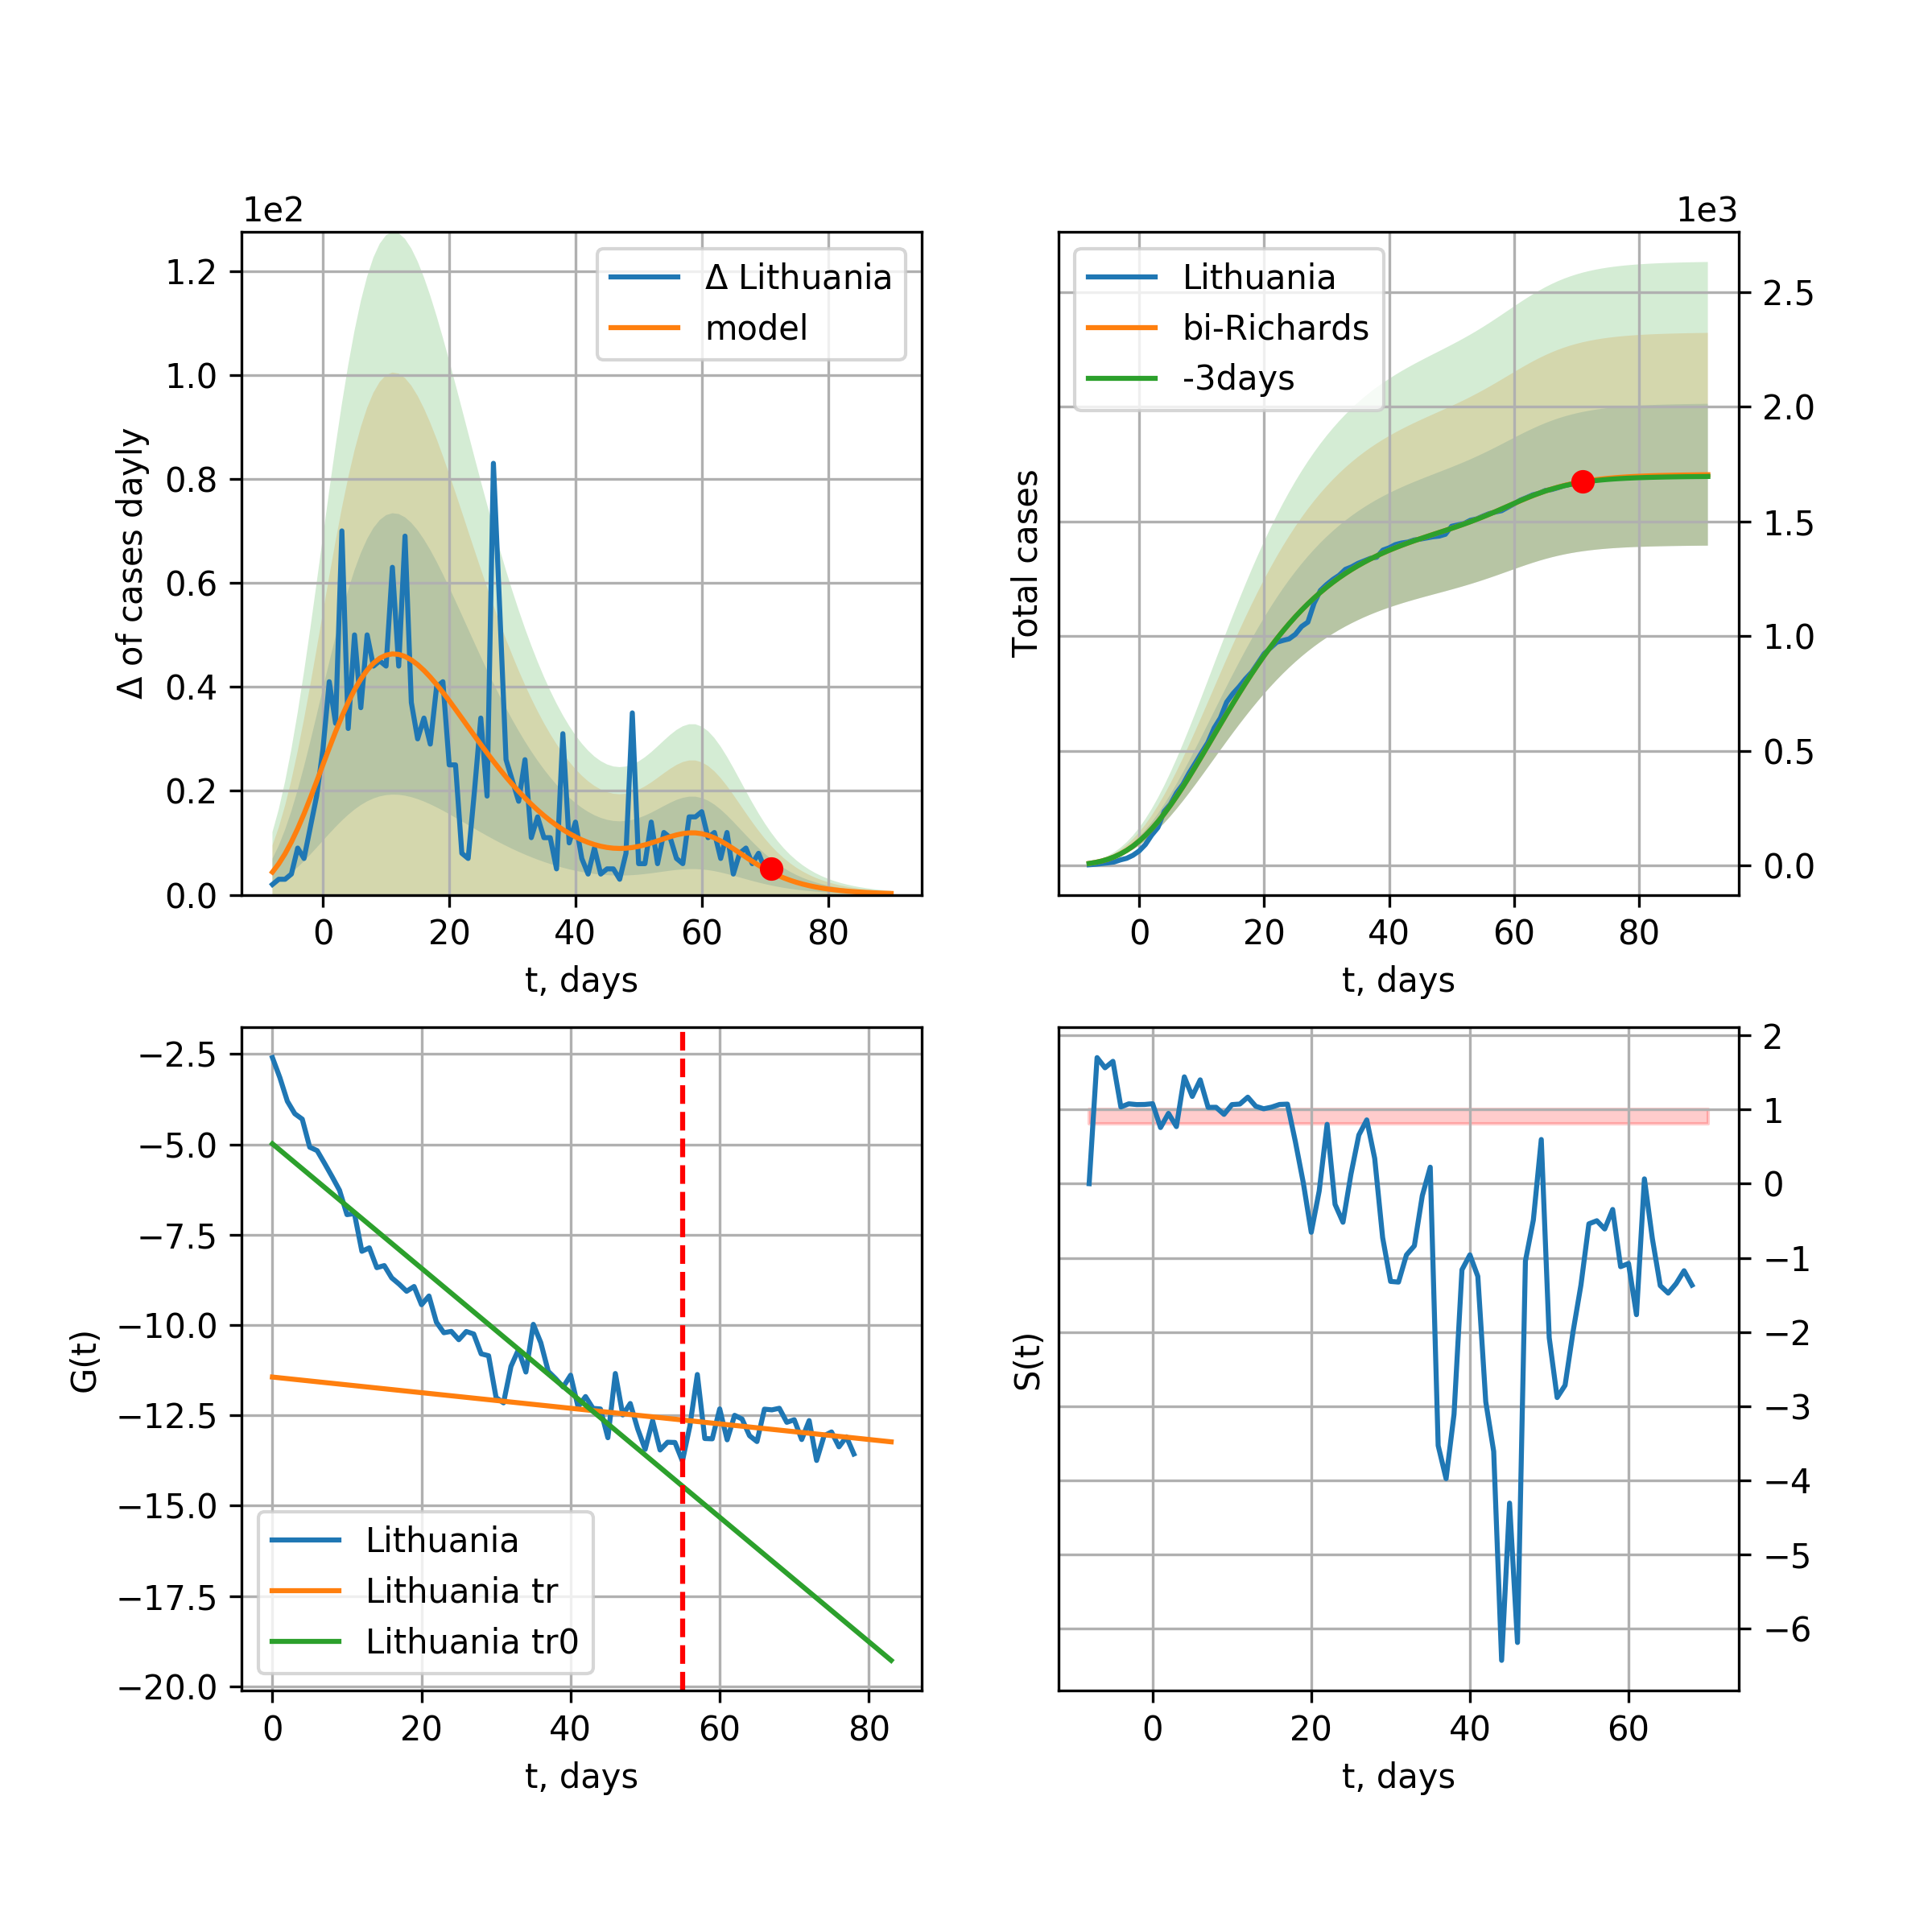 1e2
Δ of cases dayly
1.2
1.0
0.8
0.6
0.4
0.2
0.0
Δ Lithuania
model
0 20 40 60 80
t, days
1e3
Total cases
Lithuania
bi-Richards
-3days
2.5
2.0
1.5
1.0
0.5
0.0
0 20 40 60 80
t, days
G(t)
−2.5
−5.0
−7.5
−10.0
−12.5
−15.0
−17.5
−20.0
Lithuania
Lithuania tr
Lithuania tr0
0 20 40 60 80
t, days
S(t)
2
1
0
−1
−2
−3
−4
−5
−6
0 20 40 60
t, days